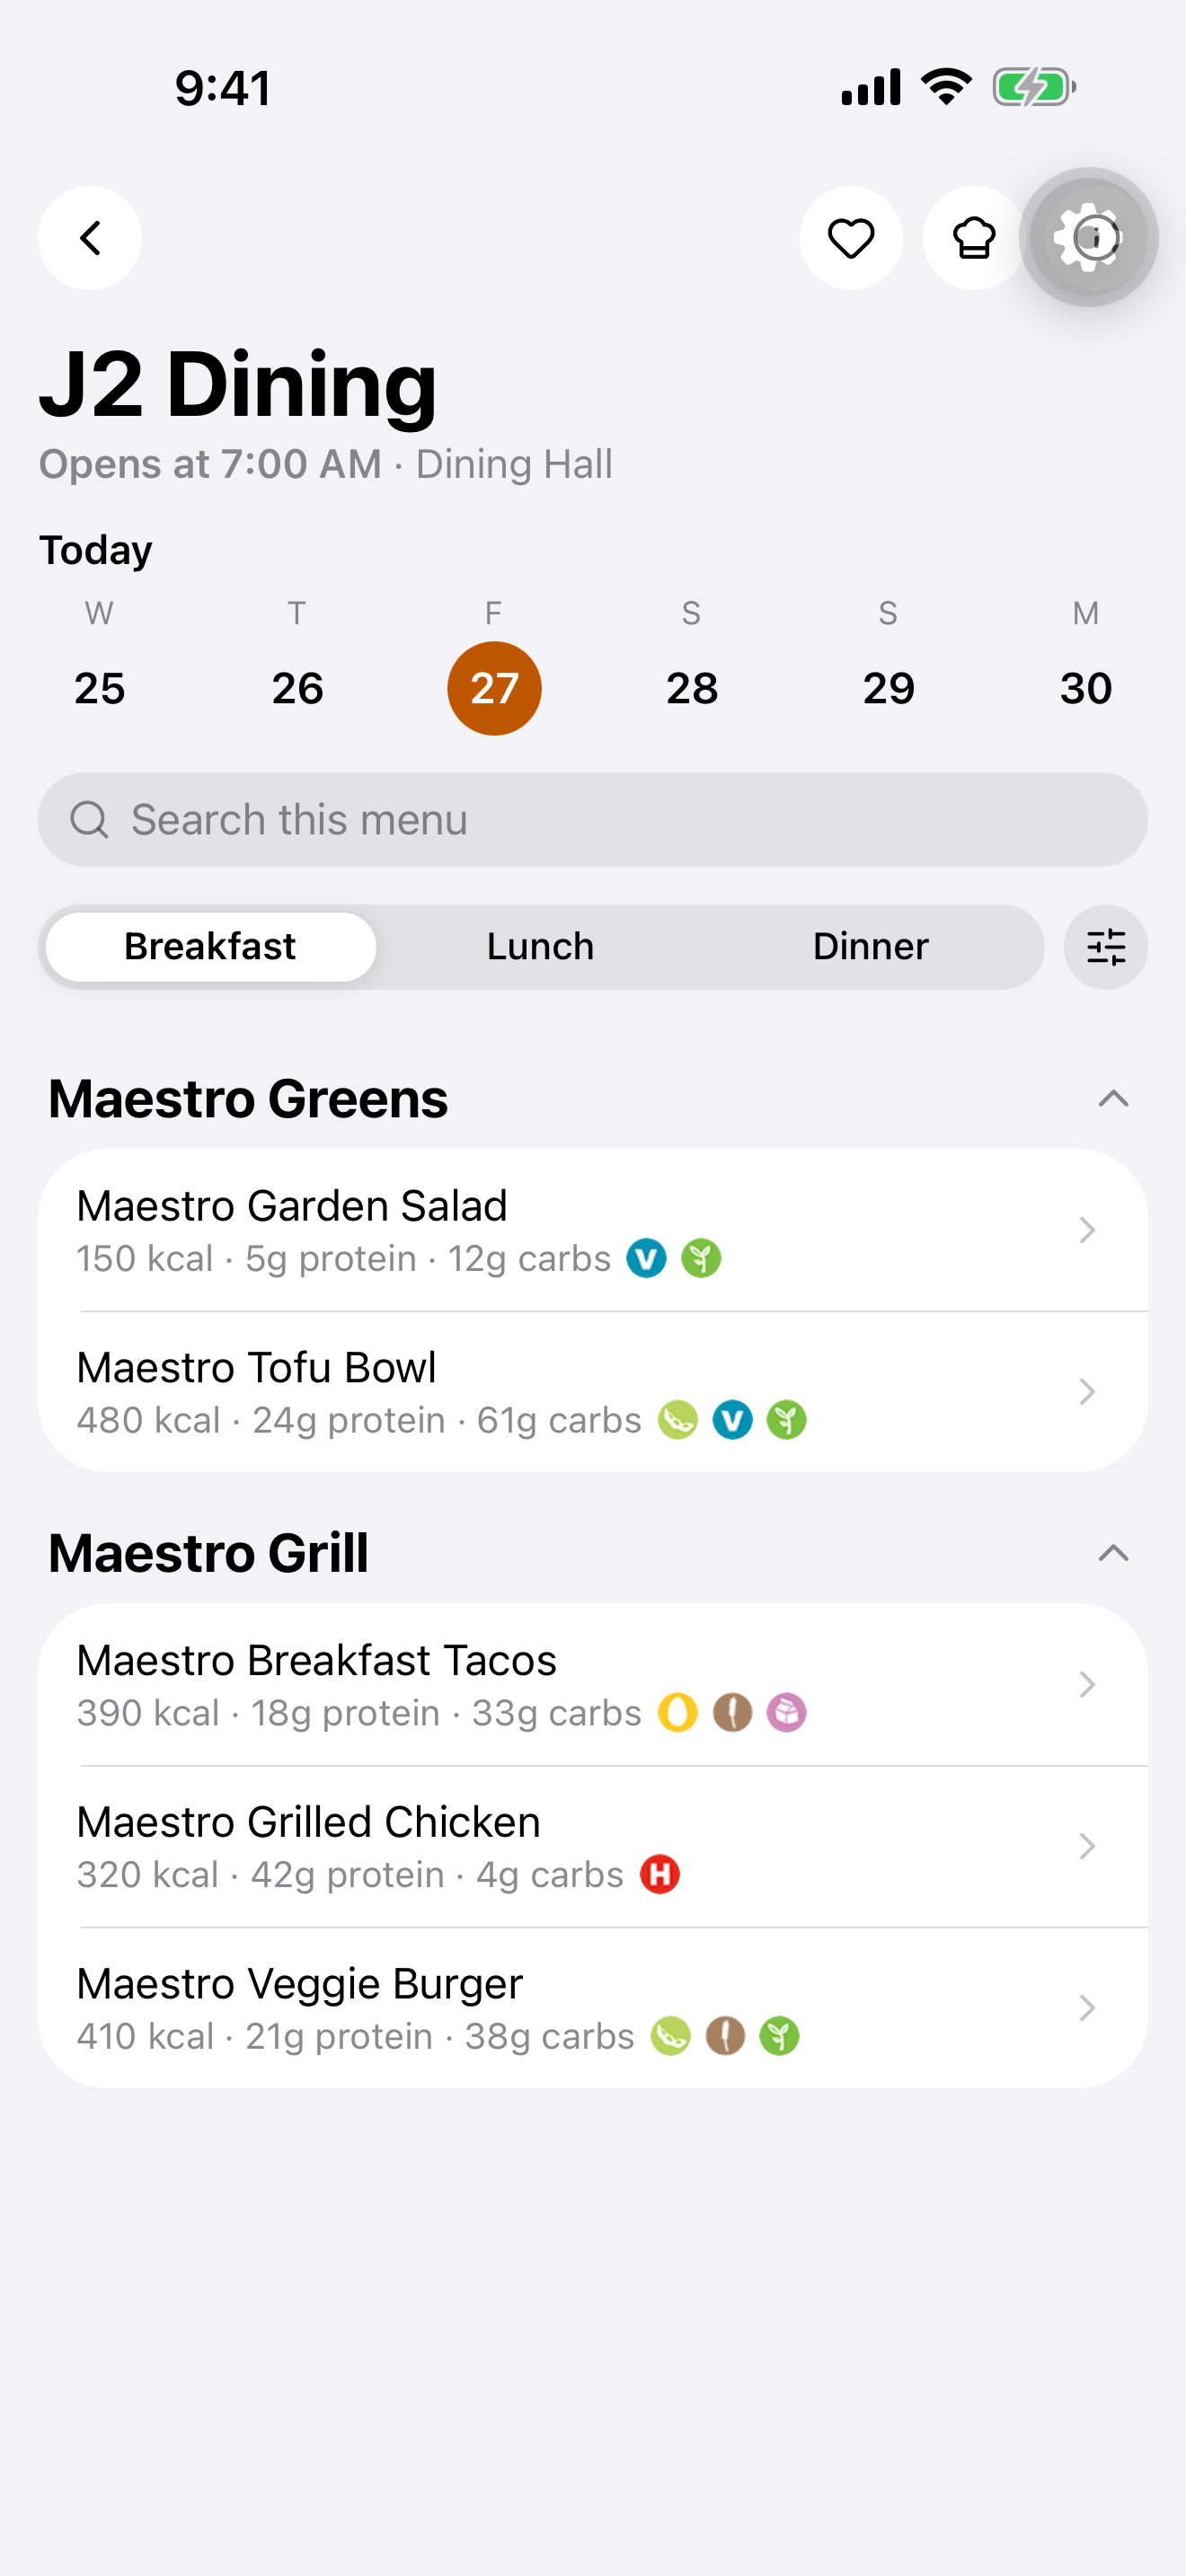 9:41
J2 Dining
Opens at 7:00 AM · Dining Hall
Today
W T F S S M
25 26 27 28 29 30
Search this menu
Breakfast Lunch Dinner
Maestro Greens
Maestro Garden Salad
150 kcal · 5g protein · 12g carbs V
Maestro Tofu Bowl
480 kcal · 24g protein · 61g carbs V
Maestro Grill
Maestro Breakfast Tacos
390 kcal · 18g protein · 33g carbs
Maestro Grilled Chicken
320 kcal · 42g protein · 4g carbs H
Maestro Veggie Burger
410 kcal · 21g protein · 38g carbs